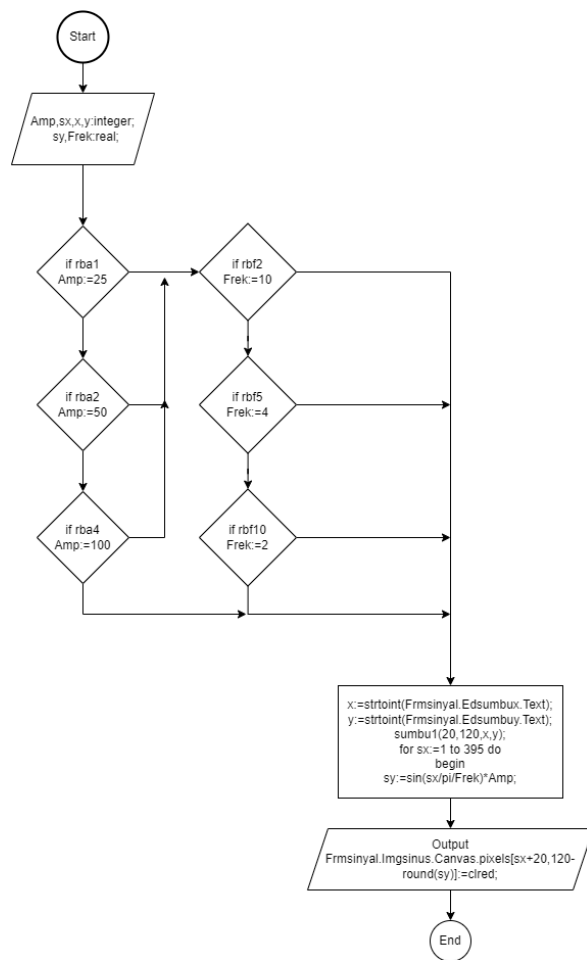 Start
Amp,sx,x,y:integer;
sy,Frek:real;
if rba1
Amp:=25
if rbf2
Frek:=10
if rba2
Amp:=50
if rbf5
Frek:=4
if rba4
Amp:=100
if rbf10
Frek:=2
x:=strtoint(Frmsinyal.Edsumbux.Text);
y:=strtoint(Frmsinyal.Edsumbuy.Text);
sumbu1(20,120,x,y);
for sx:=1 to 395 do
begin
sy:=sin(sx/pi/Frek)*Amp;
Output
Frmsinyal.Imgsinus.Canvas.pixels[sx+20,120-
round(sy)]:=clred;
End